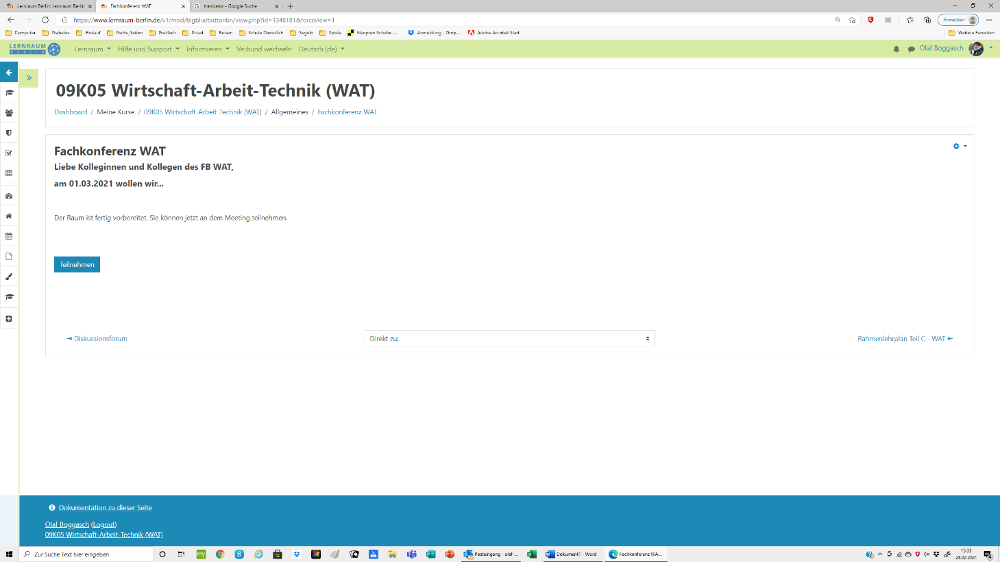 Lernraum Berlin: Lernraum Berlin
Fachkonferenz WAT
translator - Google Suche
https://www.lernraum-berlin.de/v1/mod/bigbluebuttonbn/view.php?id=1348181&forceview=1
Anmelden
Computer
Diabetes
Einkauf
Nette_Seiten
Postfach
Privat
Reisen
Schule Dienstlich
Segeln
Spiele
Neopren Schuhe -...
Anmeldung - Drop...
Adobe Acrobat Start
Weitere Favoriten
LERNRAUM
BERLIN
Lernraum
Hilfe und Support
Informieren
Verbund wechseln
Deutsch (de)
Olaf Boggasch
09K05 Wirtschaft-Arbeit-Technik (WAT)
Dashboard / Meine Kurse / 09K05 Wirtschaft-Arbeit-Technik (WAT) / Allgemeines / Fachkonferenz WAT
Fachkonferenz WAT
Liebe Kolleginnen und Kollegen des FB WAT,
am 01.03.2021 wollen wir...
Der Raum ist fertig vorbereitet. Sie können jetzt an dem Meeting teilnehmen.
Teilnehmen
◄ Diskussionsforum
Direkt zu:
Rahmenlehrplan Teil C - WAT ►
Dokumentation zu dieser Seite
Olaf Boggasch (Logout)
09K05 Wirtschaft-Arbeit-Technik (WAT)
Zur Suche Text hier eingeben
Posteingang - olaf-...
Dokument1 - Word
Fachkonferenz WA...
15:33
28.02.2021
4